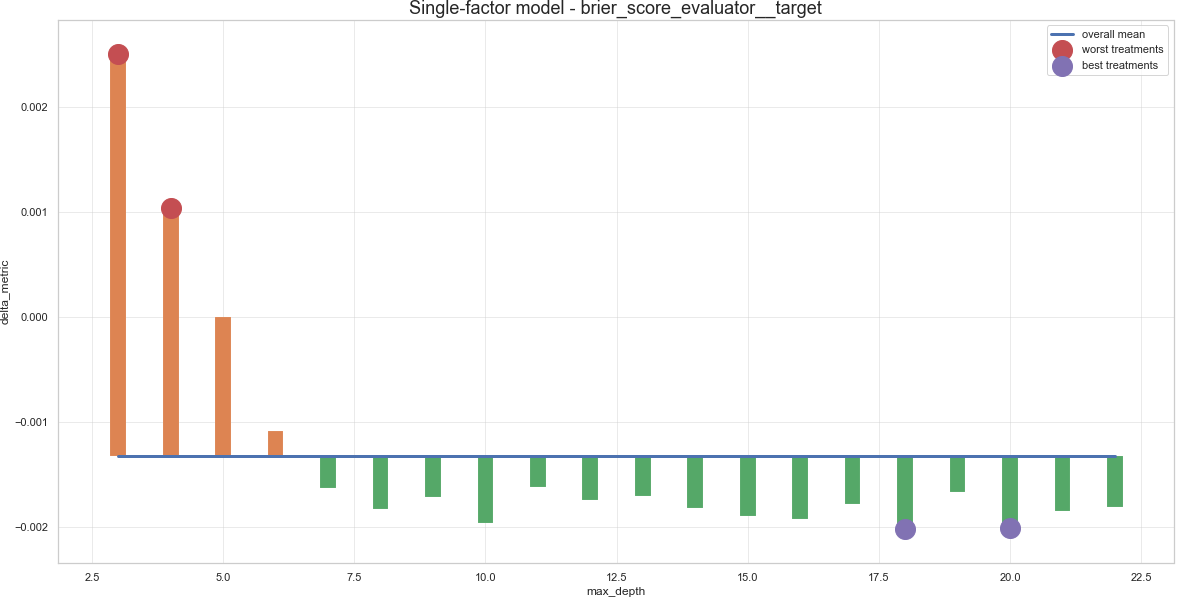 Single-factor model - brier_score_evaluator__target
overall mean
worst treatments
best treatments
delta_metric
0.002
0.001
0.000
−0.001
−0.002
2.5
5.0
7.5
10.0
12.5
15.0
17.5
20.0
22.5
max_depth